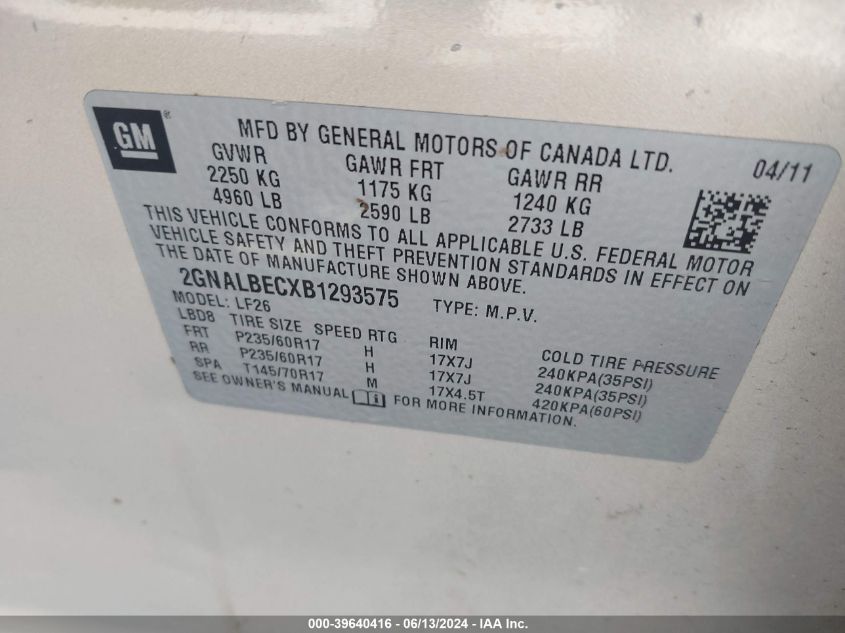 GM®
MFD BY GENERAL MOTORS OF CANADA LTD. 04/11
GVWR GAWR FRT GAWR RR
2250 KG 1175 KG 1240 KG
4960 LB 2590 LB 2733 LB
THIS VEHICLE CONFORMS TO ALL APPLICABLE U.S. FEDERAL MOTOR
VEHICLE SAFETY AND THEFT PREVENTION STANDARDS IN EFFECT ON
THE DATE OF MANUFACTURE SHOWN ABOVE.
2GNALBECXB1293575 TYPE: M.P.V.
MODEL: LF26
LBD8 TIRE SIZE SPEED RTG RIM COLD TIRE PRESSURE
FRT P235/60R17 H 17X7J 240KPA(35PSI)
RR P235/60R17 H 17X7J 240KPA(35PSI)
SPA T145/70R17 M 17X4.5T 420KPA(60PSI)
SEE OWNER'S MANUAL i FOR MORE INFORMATION.
000-39640416 - 06/13/2024 - IAA Inc.